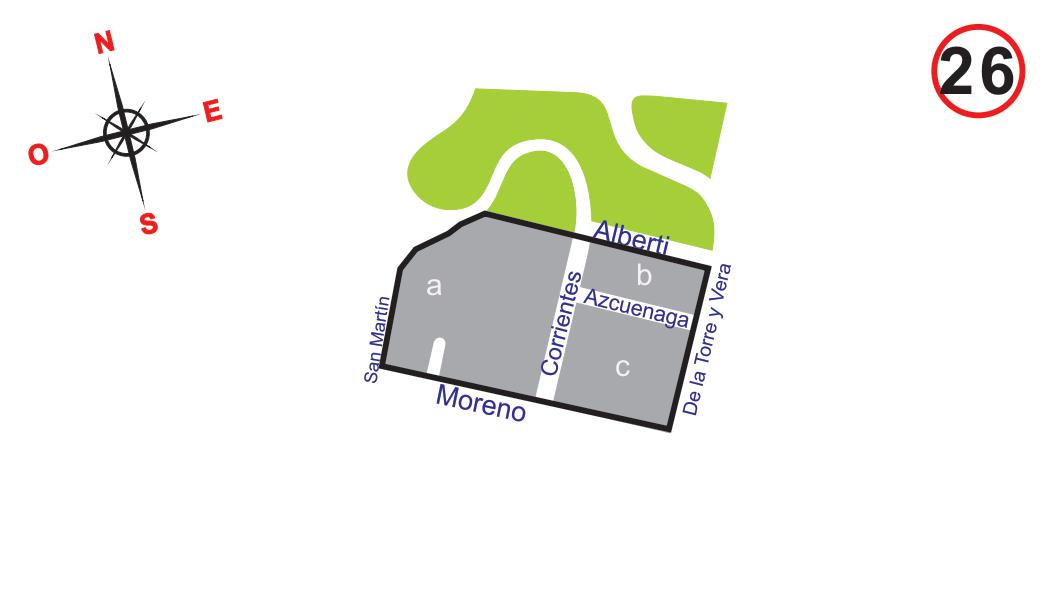 N
E
O
S
26
Alberti
a
b
Azcuenaga
Corrientes
San Martín
De la Torre y Vera
c
Moreno